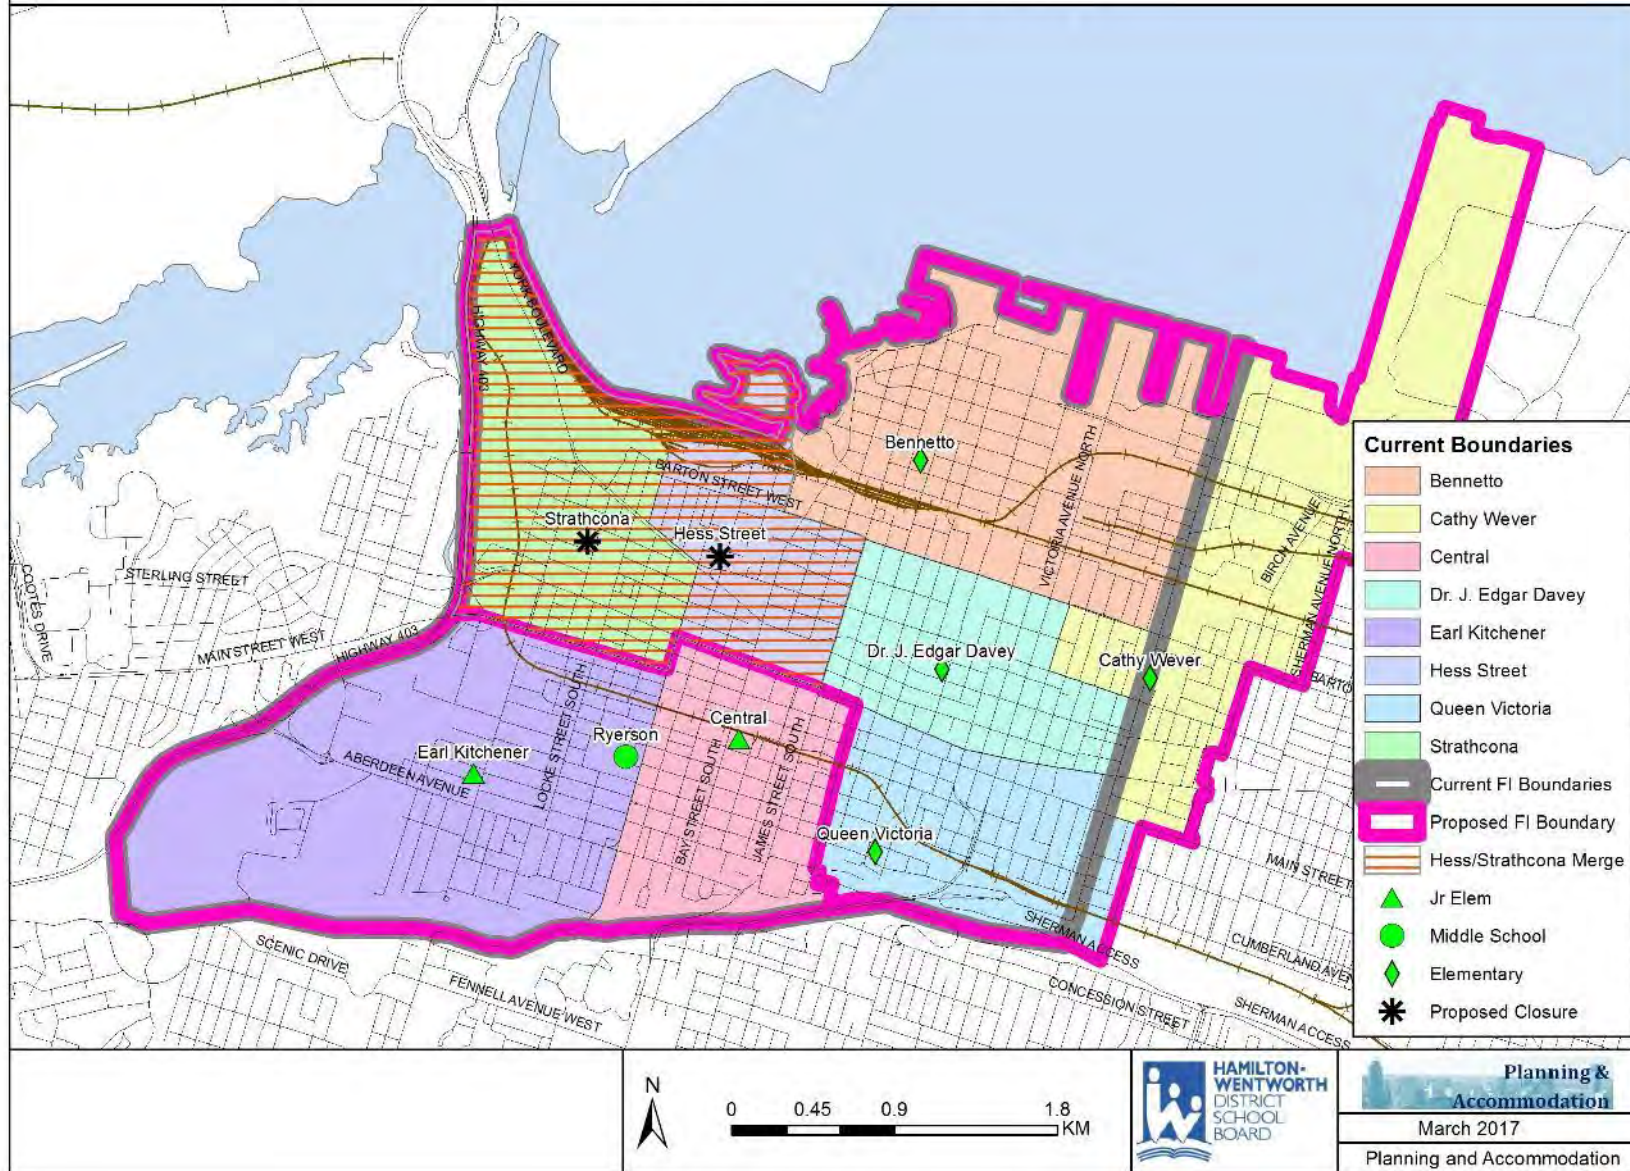 YORK BOULEVARD
HIGHWAY 403
Bennetto
VICTORIA AVENUE NORTH
BARTON STREET WEST
Strathcona
Hess Street
BIRCH AVENUE
SHERMAN AVENUE NORTH
COOTES DRIVE
STERLING STREET
MAIN STREET WEST
HIGHWAY 403
Dr. J. Edgar Davey
Cathy Wever
BARTO
LOCKE STREET SOUTH
Central
Ryerson
Earl Kitchener
ABERDEEN AVENUE
BAY STREET SOUTH
JAMES STREET SOUTH
Queen Victoria
MAIN STREET
SHERMAN ACCESS
CUMBERLAND AVEN
SCENIC DRIVE
FENNELL AVENUE WEST
CONCESSION STREET
SHERMAN ACCESS
Current Boundaries
Bennetto
Cathy Wever
Central
Dr. J. Edgar Davey
Earl Kitchener
Hess Street
Queen Victoria
Strathcona
Current FI Boundaries
Proposed FI Boundary
Hess/Strathcona Merge
Jr Elem
Middle School
Elementary
Proposed Closure
N
0 0.45 0.9 1.8
KM
HAMILTON-
WENTWORTH
DISTRICT
SCHOOL
BOARD
Planning &
Accommodation
March 2017
Planning and Accommodation